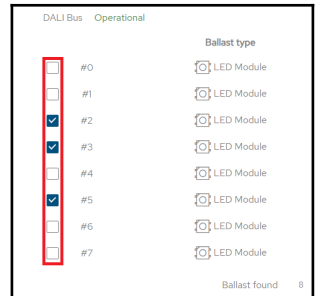 DALI Bus Operational
Ballast type
#0 LED Module
#1 LED Module
#2 LED Module
#3 LED Module
#4 LED Module
#5 LED Module
#6 LED Module
#7 LED Module
Ballast found 8